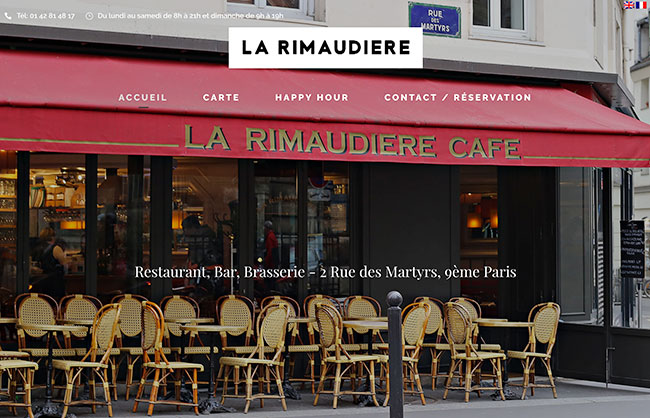 Tél: 01 42 81 48 17
Du lundi au samedi de 8h à 21h et dimanche de 9h à 19h
RUE
DES
MARTYRS
LA RIMAUDIERE
ACCUEIL CARTE HAPPY HOUR CONTACT / RÉSERVATION
LA RIMAUDIERE CAFE
Restaurant, Bar, Brasserie - 2 Rue des Martyrs, 9ème Paris